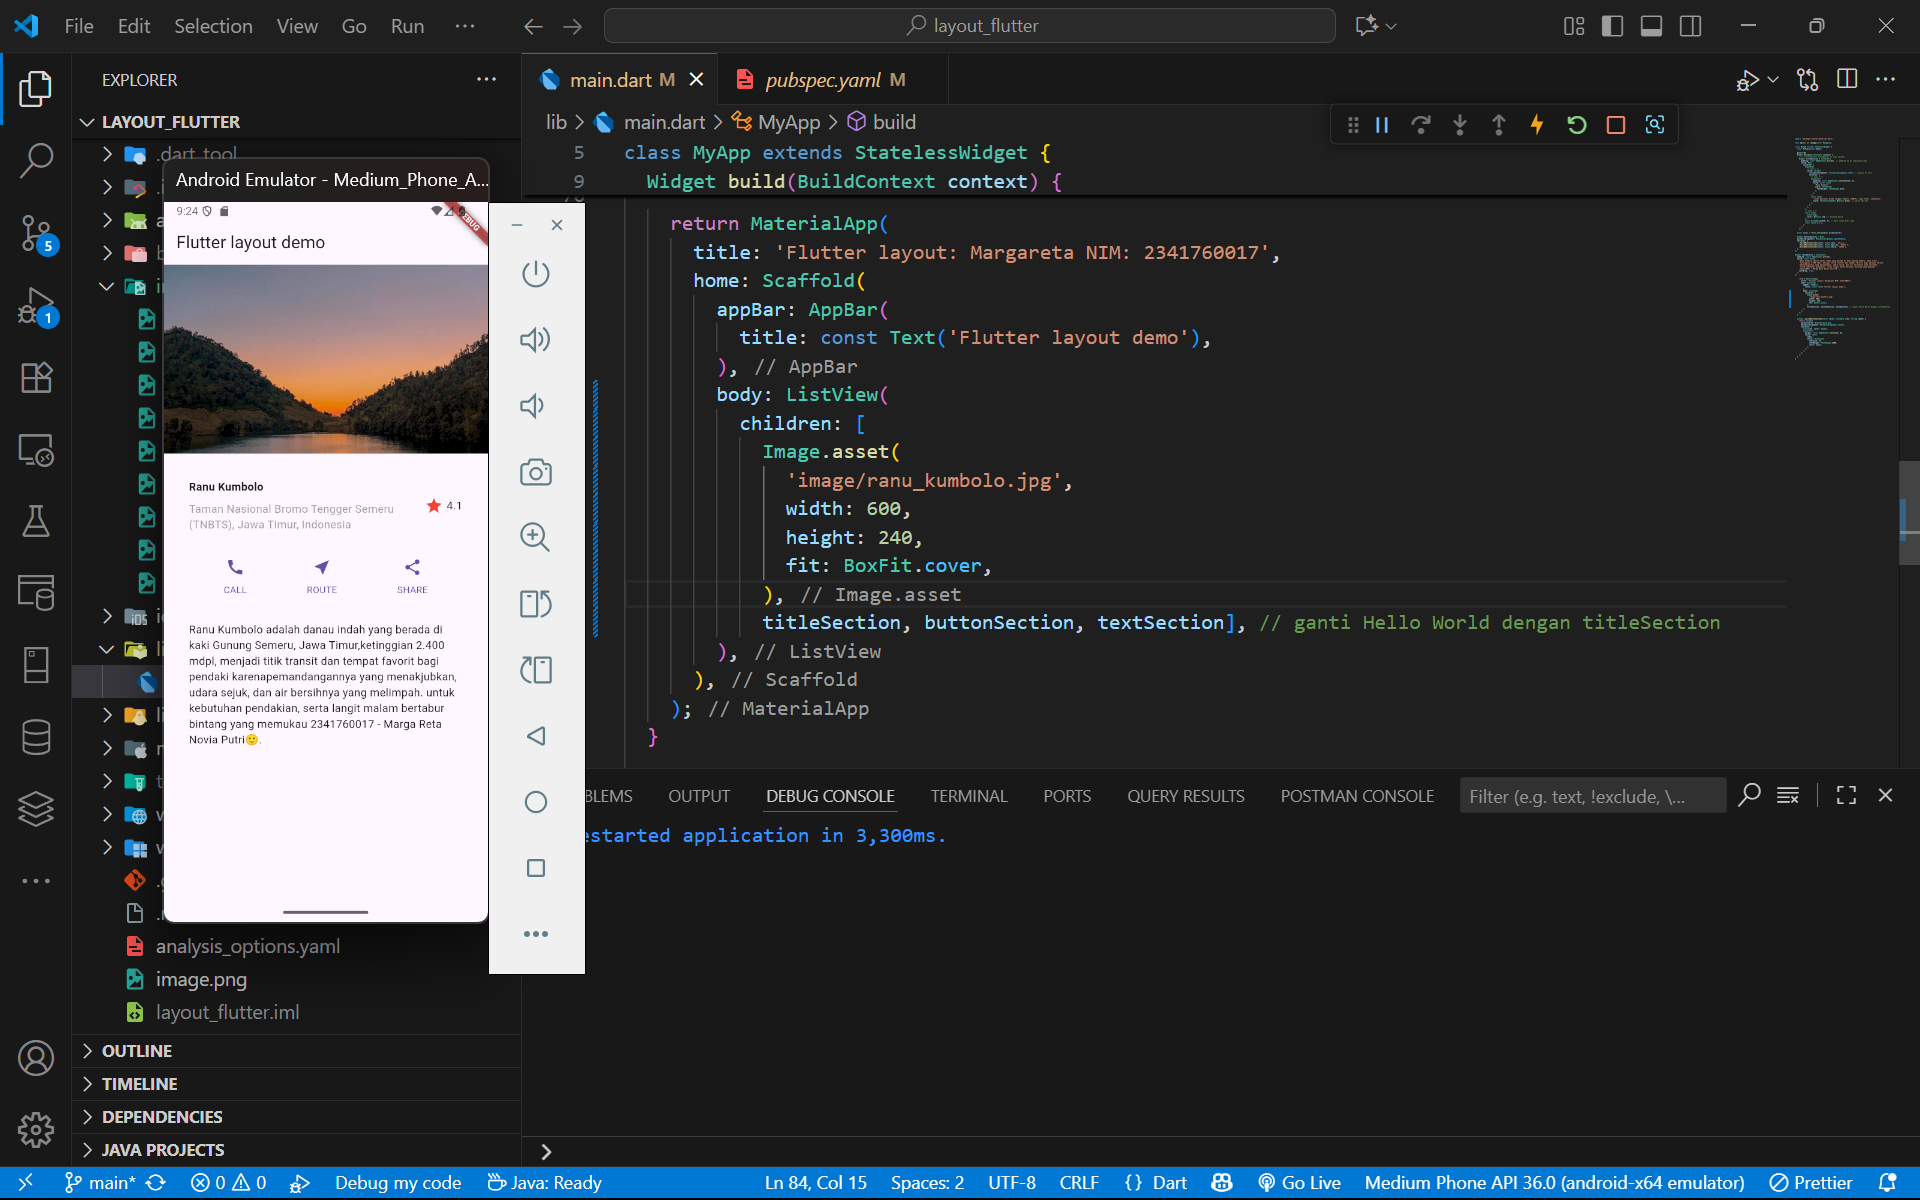 File Edit Selection View Go Run ···
layout_flutter
EXPLORER
main.dart M
pubspec.yaml M
LAYOUT_FLUTTER
lib > main.dart > MyApp > build
.dart_tool
5 class MyApp extends StatelessWidget {
9 Widget build(BuildContext context) {
return MaterialApp(
title: 'Flutter layout: Margareta NIM: 2341760017',
home: Scaffold(
appBar: AppBar(
title: const Text('Flutter layout demo'),
), // AppBar
body: ListView(
children: [
Image.asset(
'image/ranu_kumbolo.jpg',
width: 600,
height: 240,
fit: BoxFit.cover,
), // Image.asset
titleSection, buttonSection, textSection], // ganti Hello World dengan titleSection
), // ListView
), // Scaffold
); // MaterialApp
}
Android Emulator - Medium_Phone_A...
9:24
Flutter layout demo
Ranu Kumbolo
Taman Nasional Bromo Tengger Semeru
(TNBTS), Jawa Timur, Indonesia
4.1
CALL
ROUTE
SHARE
Ranu Kumbolo adalah danau indah yang berada di
kaki Gunung Semeru, Jawa Timur,ketinggian 2.400
mdpl, menjadi titik transit dan tempat favorit bagi
pendaki karenapemandangannya yang menakjubkan,
udara sejuk, dan air bersihnya yang melimpah. untuk
kebutuhan pendakian, serta langit malam bertabur
bintang yang memukau 2341760017 - Marga Reta
Novia Putri🙂.
5
1
analysis_options.yaml
image.png
layout_flutter.iml
OUTLINE
TIMELINE
DEPENDENCIES
JAVA PROJECTS
BLEMS OUTPUT DEBUG CONSOLE TERMINAL PORTS QUERY RESULTS POSTMAN CONSOLE
Filter (e.g. text, !exclude, \...
estarted application in 3,300ms.
main* 0 0 Debug my code Java: Ready Ln 84, Col 15 Spaces: 2 UTF-8 CRLF {} Dart Go Live Medium Phone API 36.0 (android-x64 emulator) Prettier